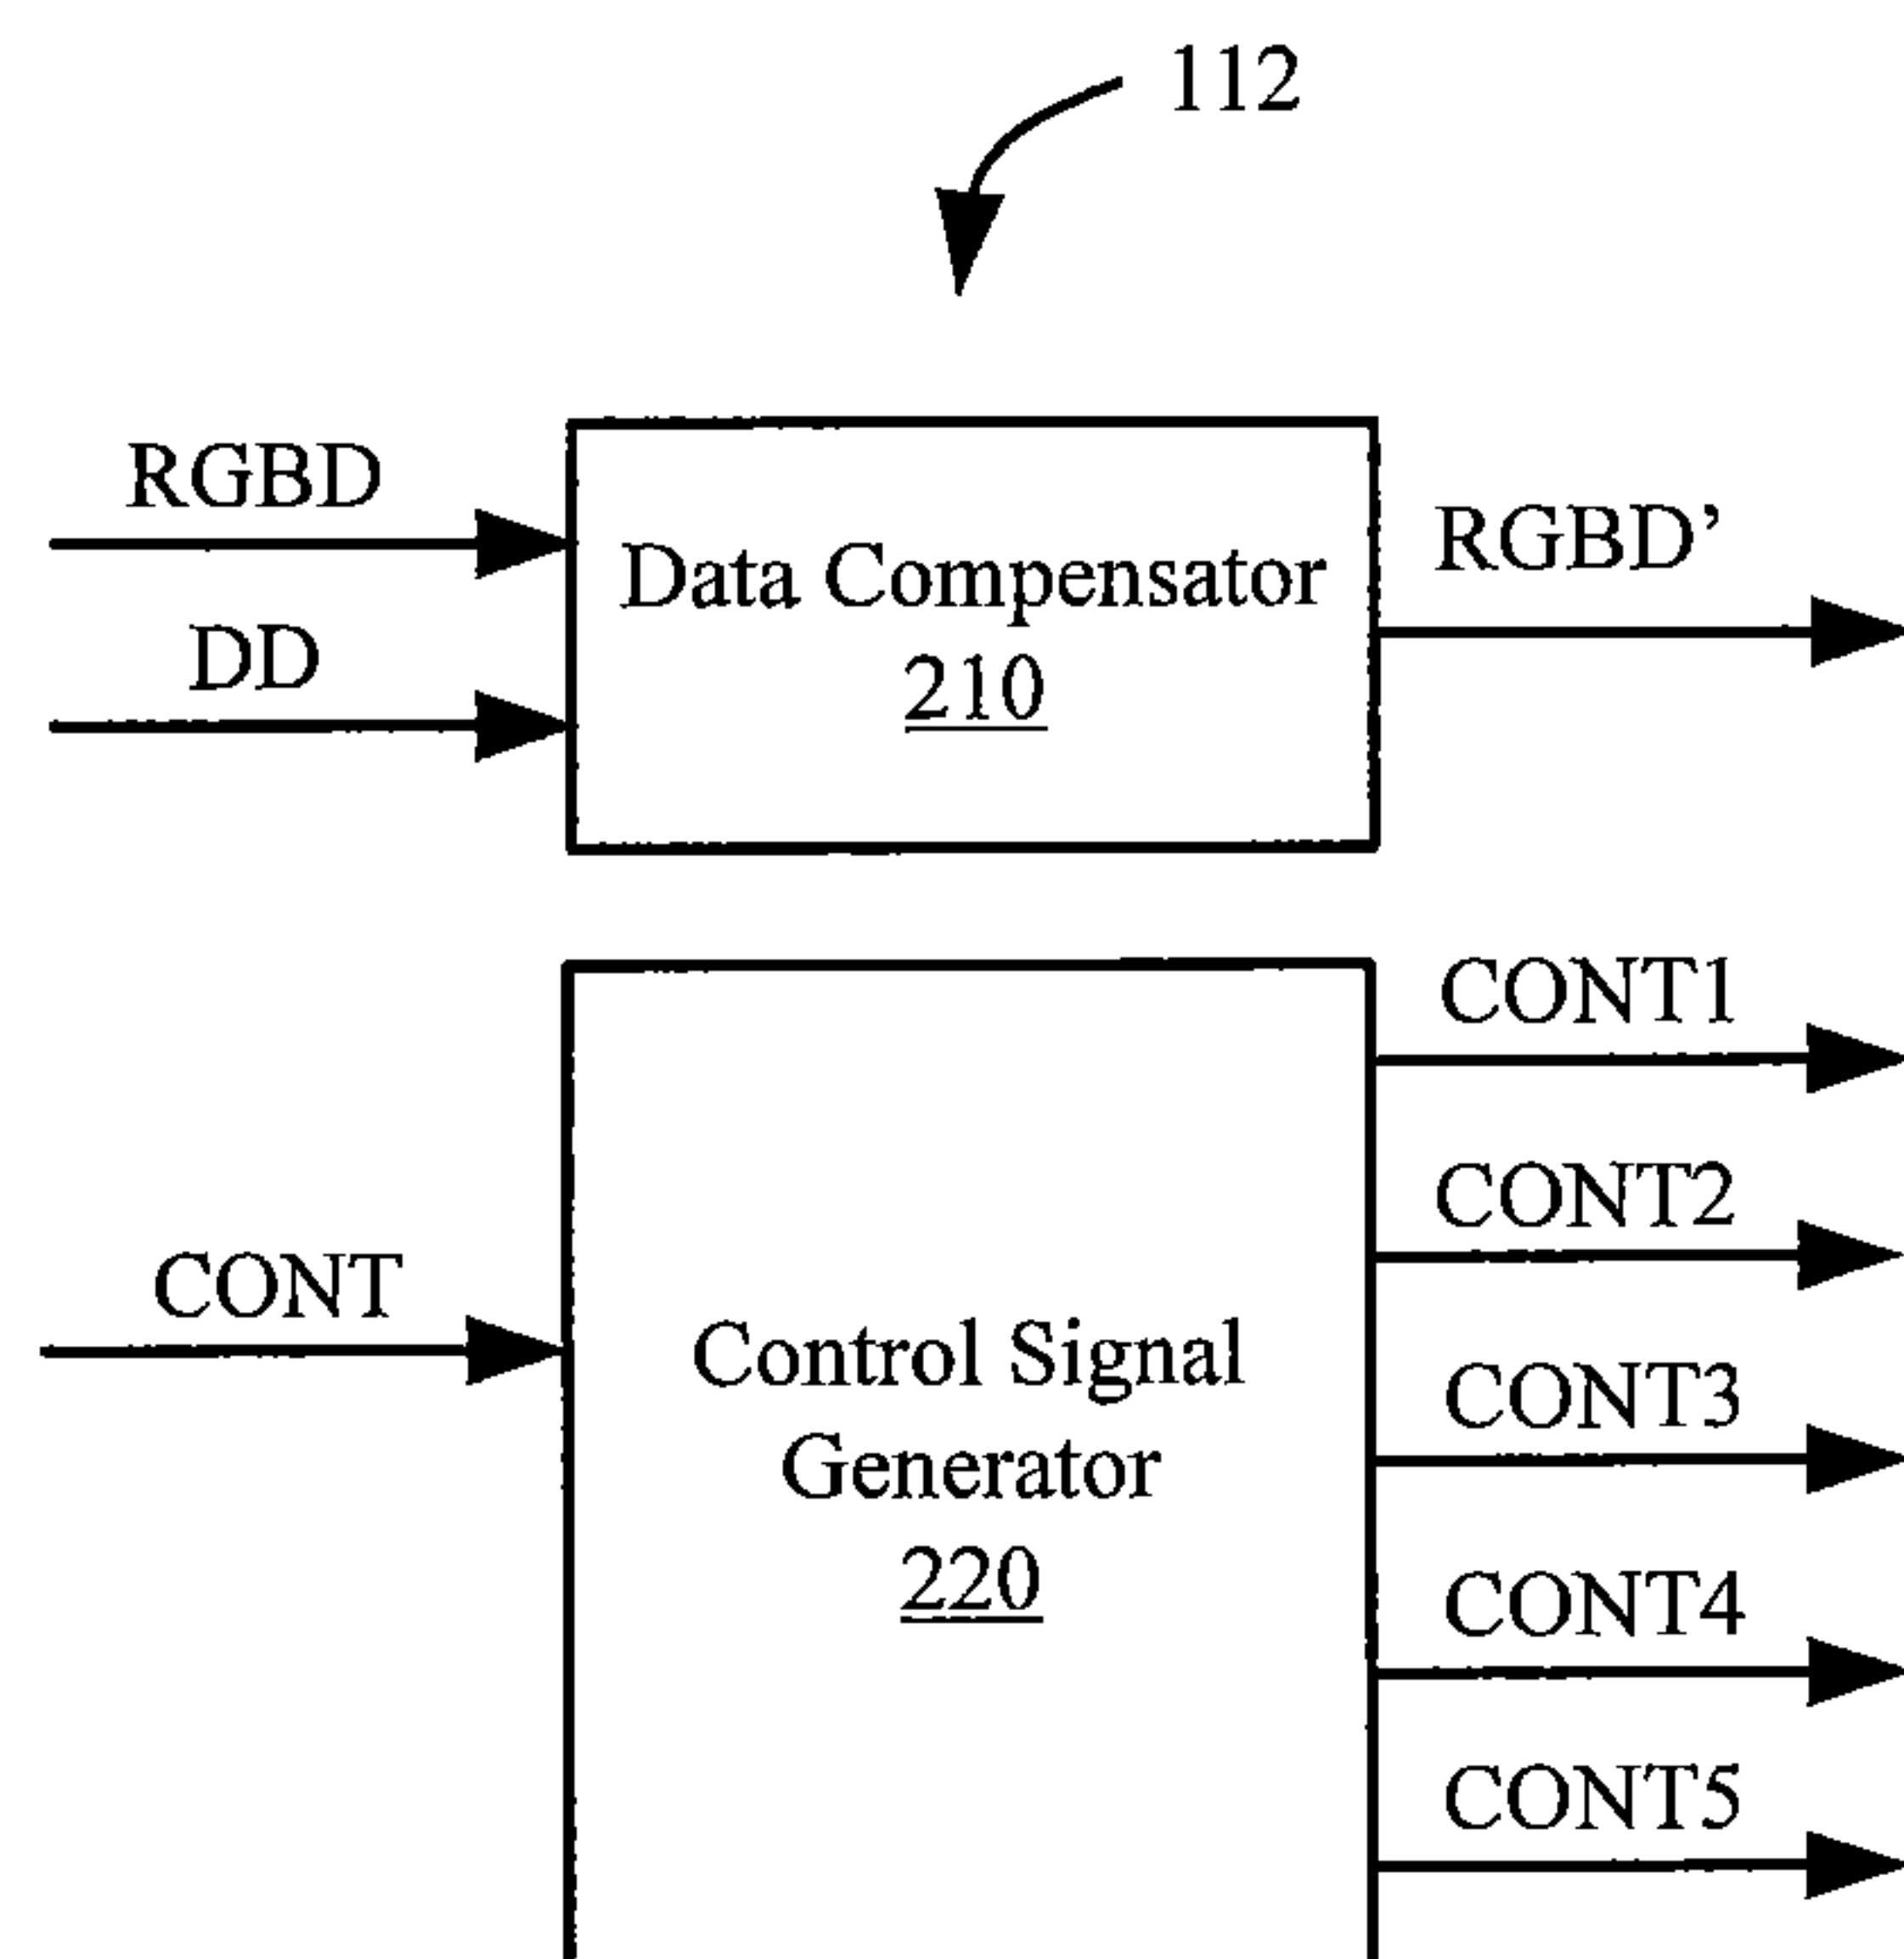 112
RGBD
DD
Data Compensator
210
RGBD’
CONT
Control Signal
Generator
220
CONT1
CONT2
CONT3
CONT4
CONT5